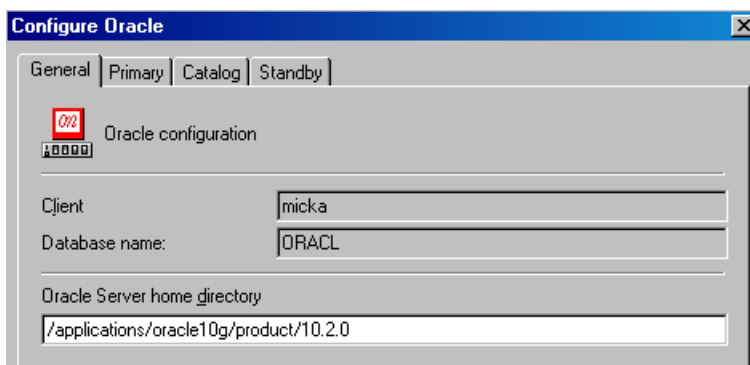 Configure Oracle
General Primary Catalog Standby
Oracle configuration
Client micka
Database name: ORACL
Oracle Server home directory
/applications/oracle10g/product/10.2.0